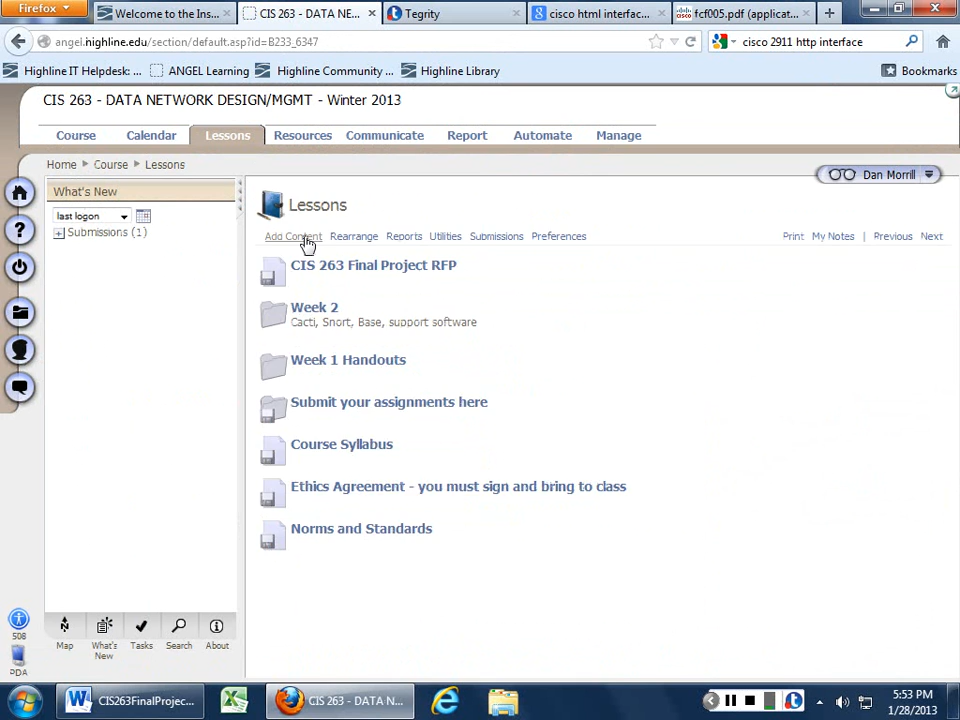 Firefox
Welcome to the Ins...
CIS 263 - DATA NE...
Tegrity
cisco html interfac...
fcf005.pdf (applicat...
angel.highline.edu/section/default.asp?id=B233_6347
cisco 2911 http interface
Highline IT Helpdesk: ...
ANGEL Learning
Highline Community ...
Highline Library
Bookmarks
CIS 263 - DATA NETWORK DESIGN/MGMT - Winter 2013
Course Calendar Lessons Resources Communicate Report Automate Manage
Home Course Lessons
Dan Morrill
What's New
last logon
Submissions (1)
Lessons
Add Content Rearrange Reports Utilities Submissions Preferences Print My Notes | Previous Next
CIS 263 Final Project RFP
Week 2
Cacti, Snort, Base, support software
Week 1 Handouts
Submit your assignments here
Course Syllabus
Ethics Agreement - you must sign and bring to class
Norms and Standards
508
PDA
Map
What's New
Tasks
Search
About
CIS263FinalProjec...
CIS 263 - DATA N...
5:53 PM
1/28/2013